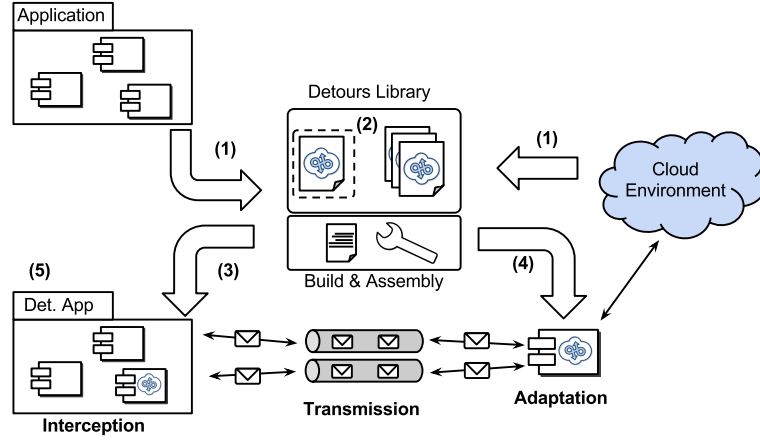 Application
Detours Library
(2)
(1)
(1)
Cloud
Environment
(3)
(4)
Build & Assembly
(5)
Det. App
Interception
Transmission
Adaptation